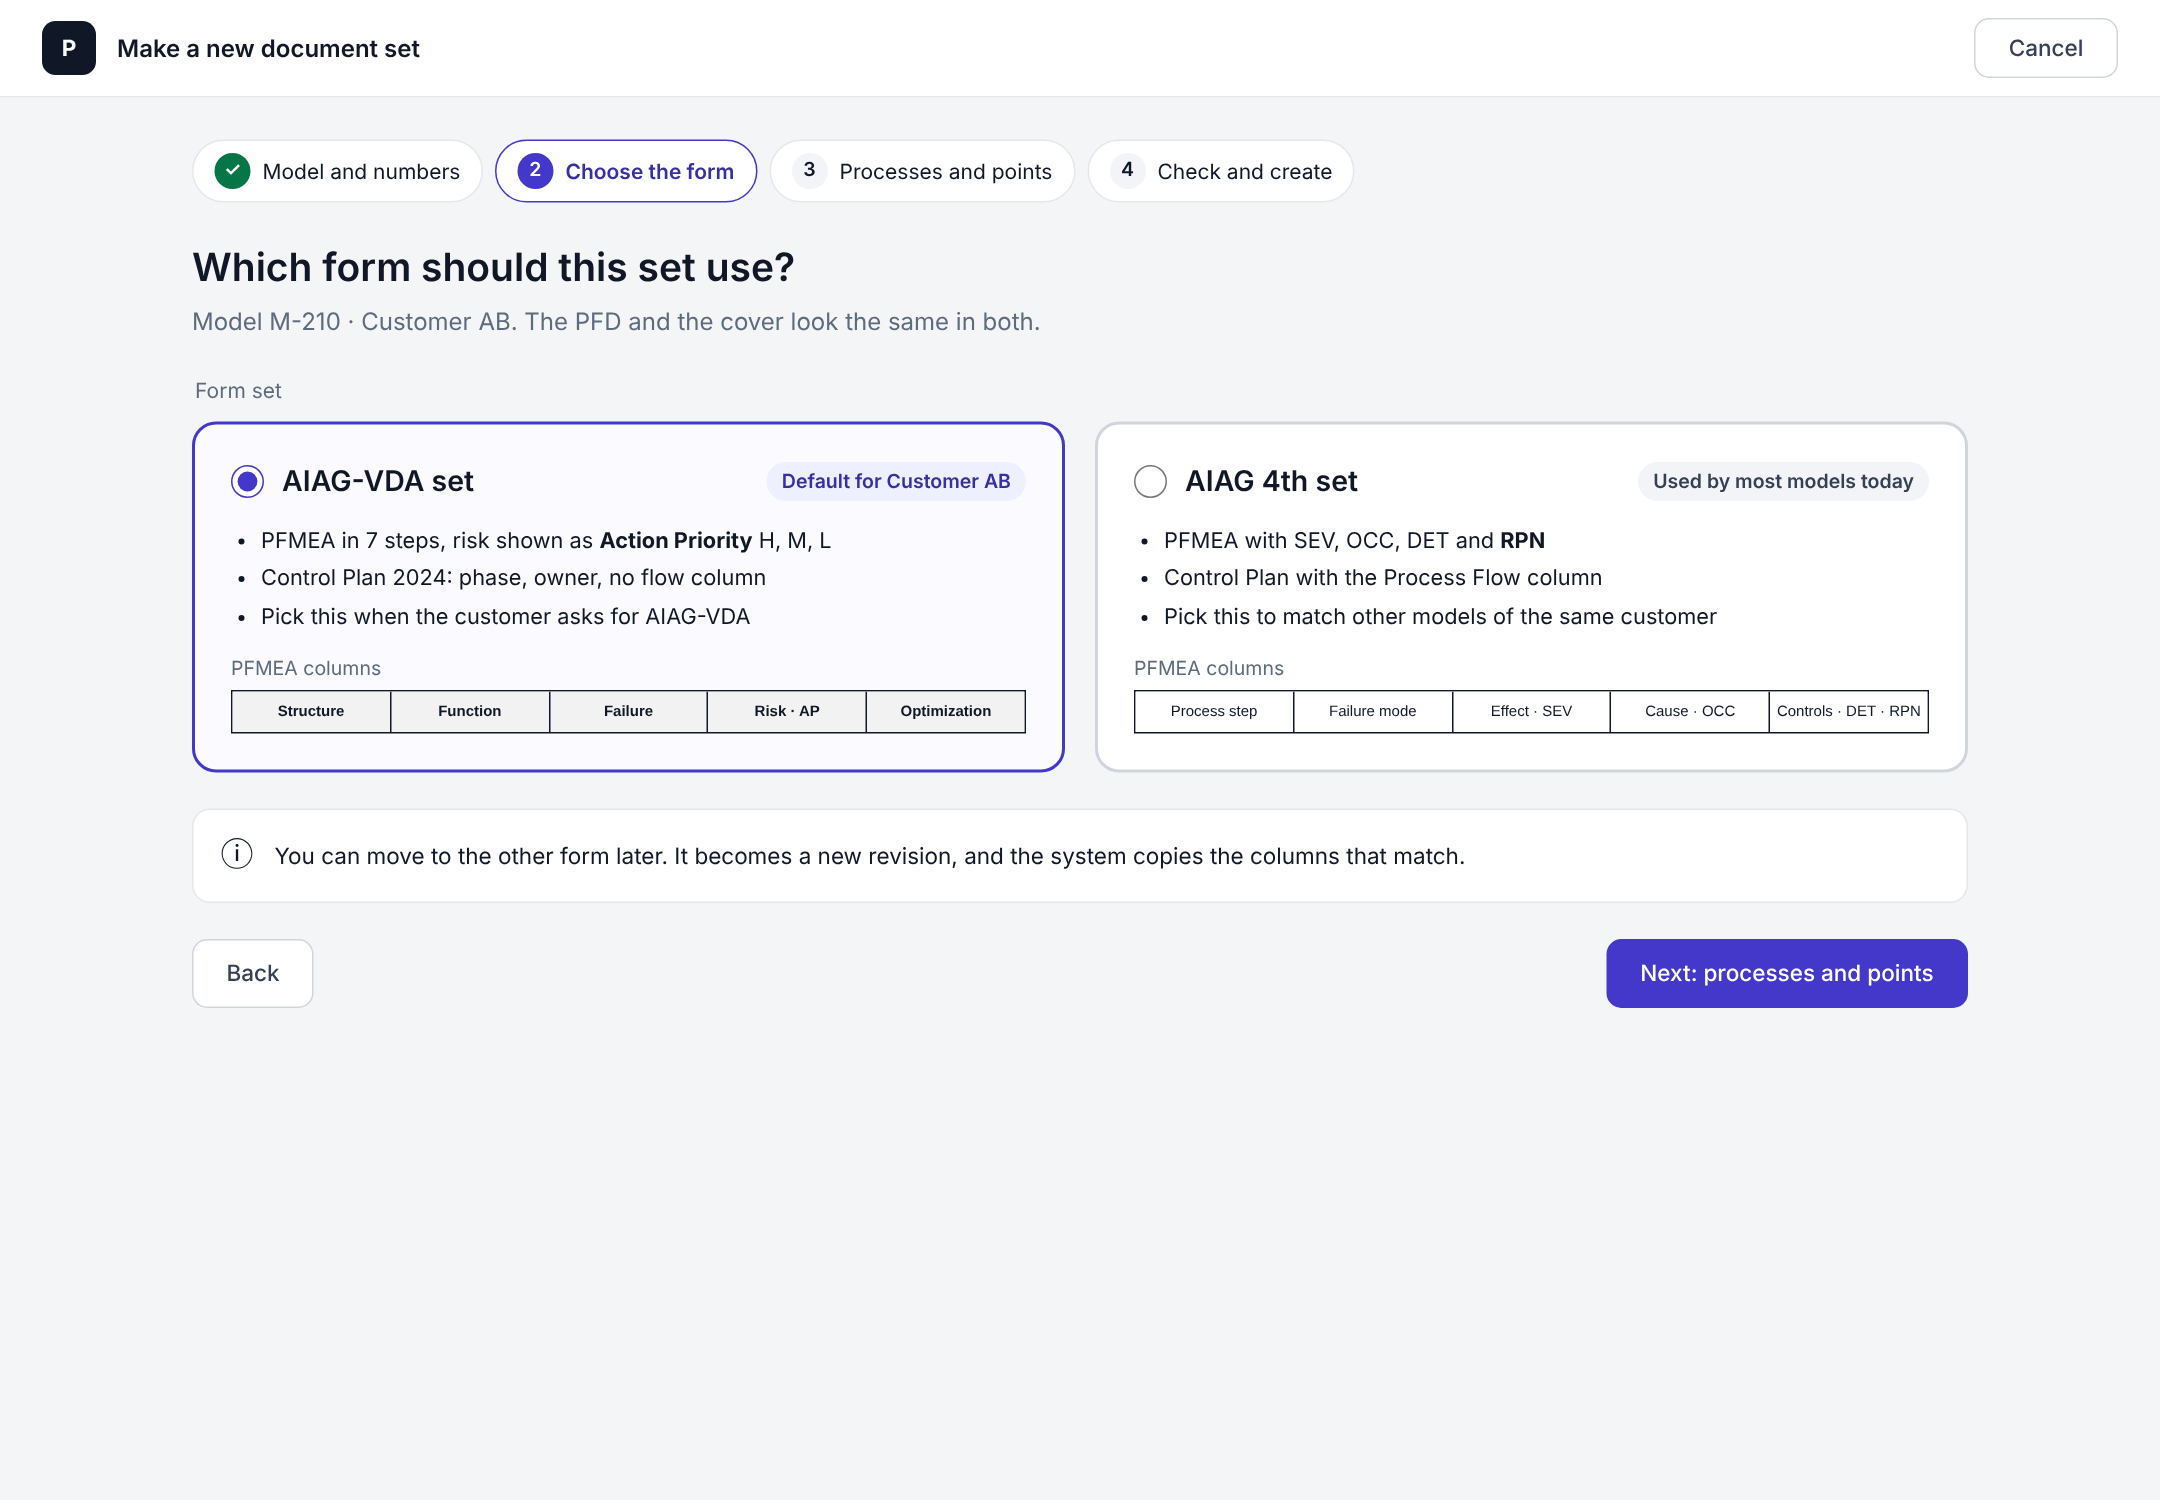 P
Make a new document set
Cancel
Model and numbers
2 Choose the form
3 Processes and points
4 Check and create
Which form should this set use?
Model M-210 · Customer AB. The PFD and the cover look the same in both.
Form set
AIAG-VDA set
Default for Customer AB
• PFMEA in 7 steps, risk shown as Action Priority H, M, L
• Control Plan 2024: phase, owner, no flow column
• Pick this when the customer asks for AIAG-VDA
PFMEA columns
Structure Function Failure Risk · AP Optimization
AIAG 4th set
Used by most models today
• PFMEA with SEV, OCC, DET and RPN
• Control Plan with the Process Flow column
• Pick this to match other models of the same customer
PFMEA columns
Process step Failure mode Effect · SEV Cause · OCC Controls · DET · RPN
You can move to the other form later. It becomes a new revision, and the system copies the columns that match.
Back
Next: processes and points